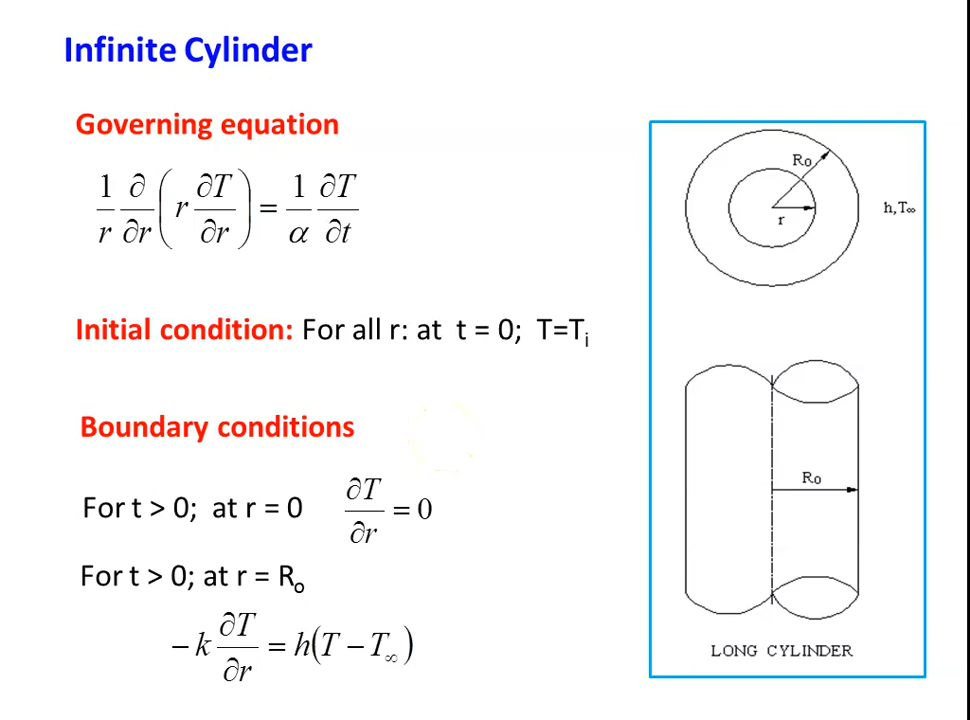 Infinite Cylinder
Governing equation
1/r ∂/∂r (r ∂T/∂r) = 1/α ∂T/∂t
Initial condition: For all r: at t = 0; T=Tᵢ
Boundary conditions
For t > 0; at r = 0 ∂T/∂r = 0
For t > 0; at r = Rₒ
−k ∂T/∂r = h(T − T∞)
Ro
r
h,T∞
Ro
LONG CYLINDER